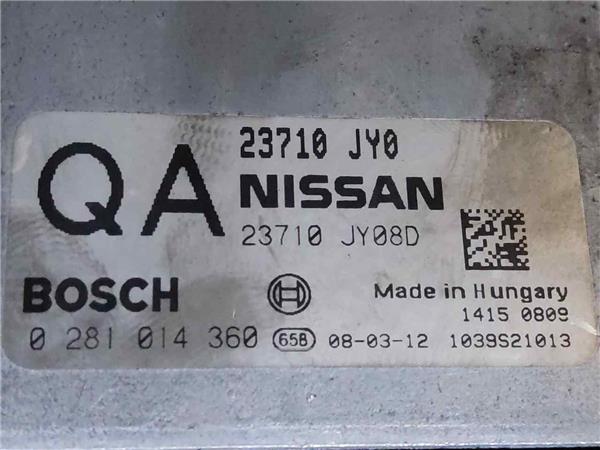 QA
23710 JY0
NISSAN
23710 JY08D
BOSCH
Made in Hungary
1415 0809
0 281 014 360 65B 08-03-12 1039S21013